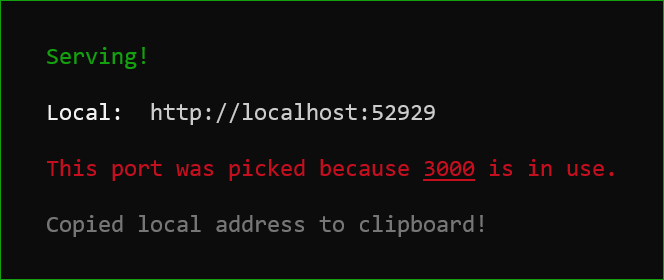 Serving!
Local:  http://localhost:52929
This port was picked because 3000 is in use.
Copied local address to clipboard!